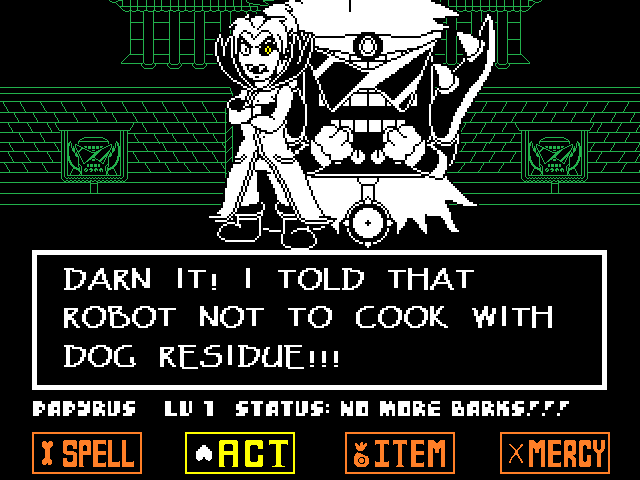 DARN IT! I TOLD THAT
ROBOT NOT TO COOK WITH
DOG RESIDUE!!!
PAPYRUS LV 1 STATUS: NO MORE BARKS!!!
SPELL ACT ITEM MERCY